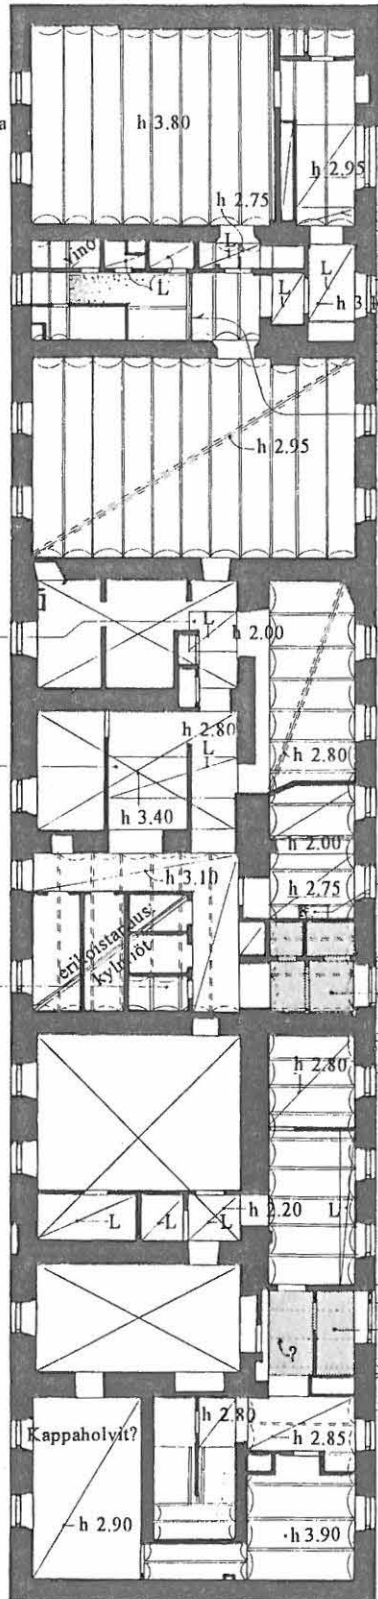 a
h 3.80
h 2.95
h 2.75
L
vino
L
L
L
h 2.95
L
h 2.00
h 2.80
L
h 2.80
h 3.40
h 2.00
h 3.10
h 2.75
erikoistarjous
kylmiöt
h 2.80
L
L
L
h 2.20
L
?
h 2.80
Kappaholvit?
h 2.85
h 2.90
h 3.90